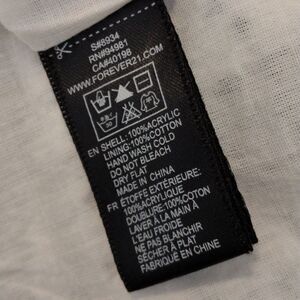 S#8934
RN#94981
CA#40198
WWW.FOREVER21.COM
EN SHELL:100%ACRYLIC
LINING:100%COTTON
HAND WASH COLD
DO NOT BLEACH
DRY FLAT
MADE IN CHINA
FR ÉTOFFE EXTÉRIEURE:
100%ACRYLIQUE
DOUBLURE:100%COTON
LAVER À LA MAIN À
L'EAU FROIDE
NE PAS BLANCHIR
SÉCHER À PLAT
FABRIQUÉ EN CHINE